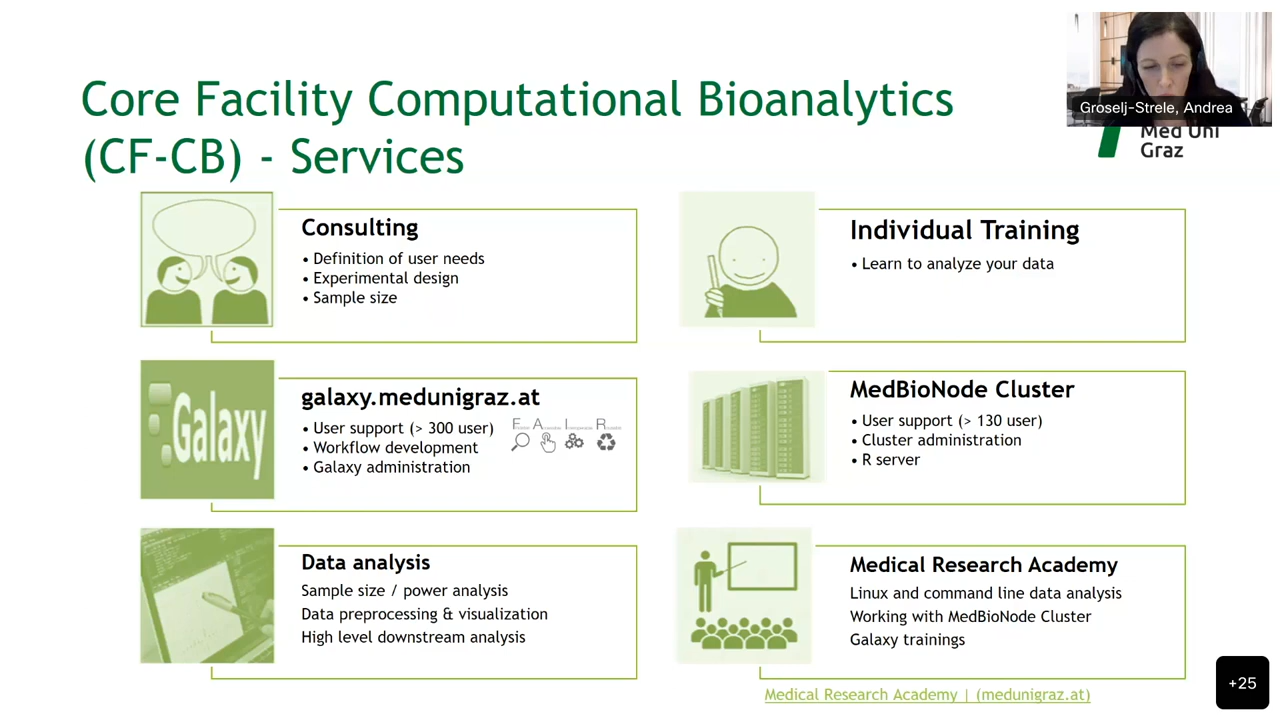 Core Facility Computational Bioanalytics
(CF-CB) - Services
Groselj-Strele, Andrea
Med Uni
Graz
Consulting
• Definition of user needs
• Experimental design
• Sample size
Individual Training
• Learn to analyze your data
Galaxy
galaxy.medunigraz.at
• User support (> 300 user)
• Workflow development
• Galaxy administration
F A I R
MedBioNode Cluster
• User support (> 130 user)
• Cluster administration
• R server
Data analysis
Sample size / power analysis
Data preprocessing & visualization
High level downstream analysis
Medical Research Academy
Linux and command line data analysis
Working with MedBioNode Cluster
Galaxy trainings
Medical Research Academy | (medunigraz.at)
+25